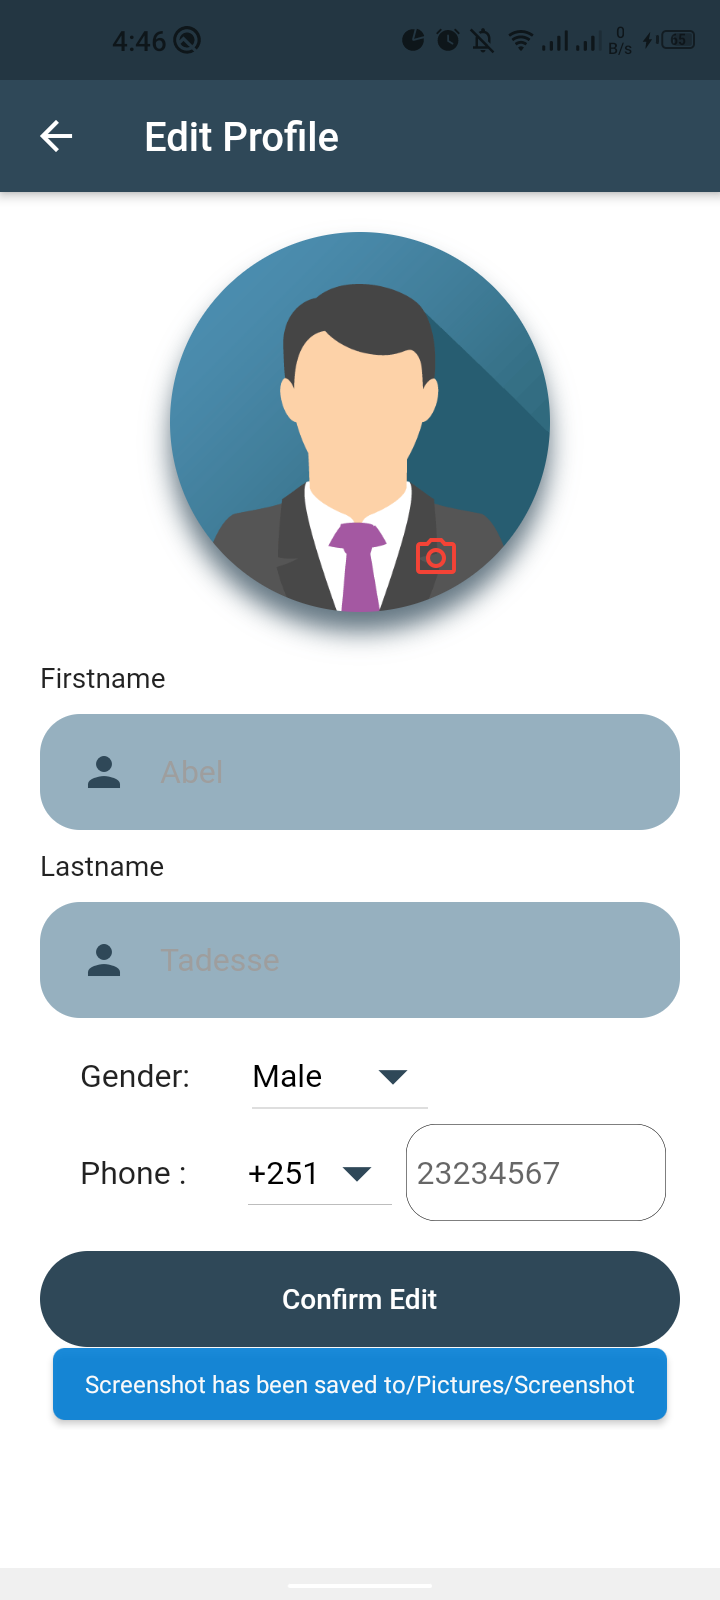 4:46
0 B/s
65
Edit Profile
Firstname
Abel
Lastname
Tadesse
Gender: Male
Phone : +251 23234567
Confirm Edit
Screenshot has been saved to/Pictures/Screenshot